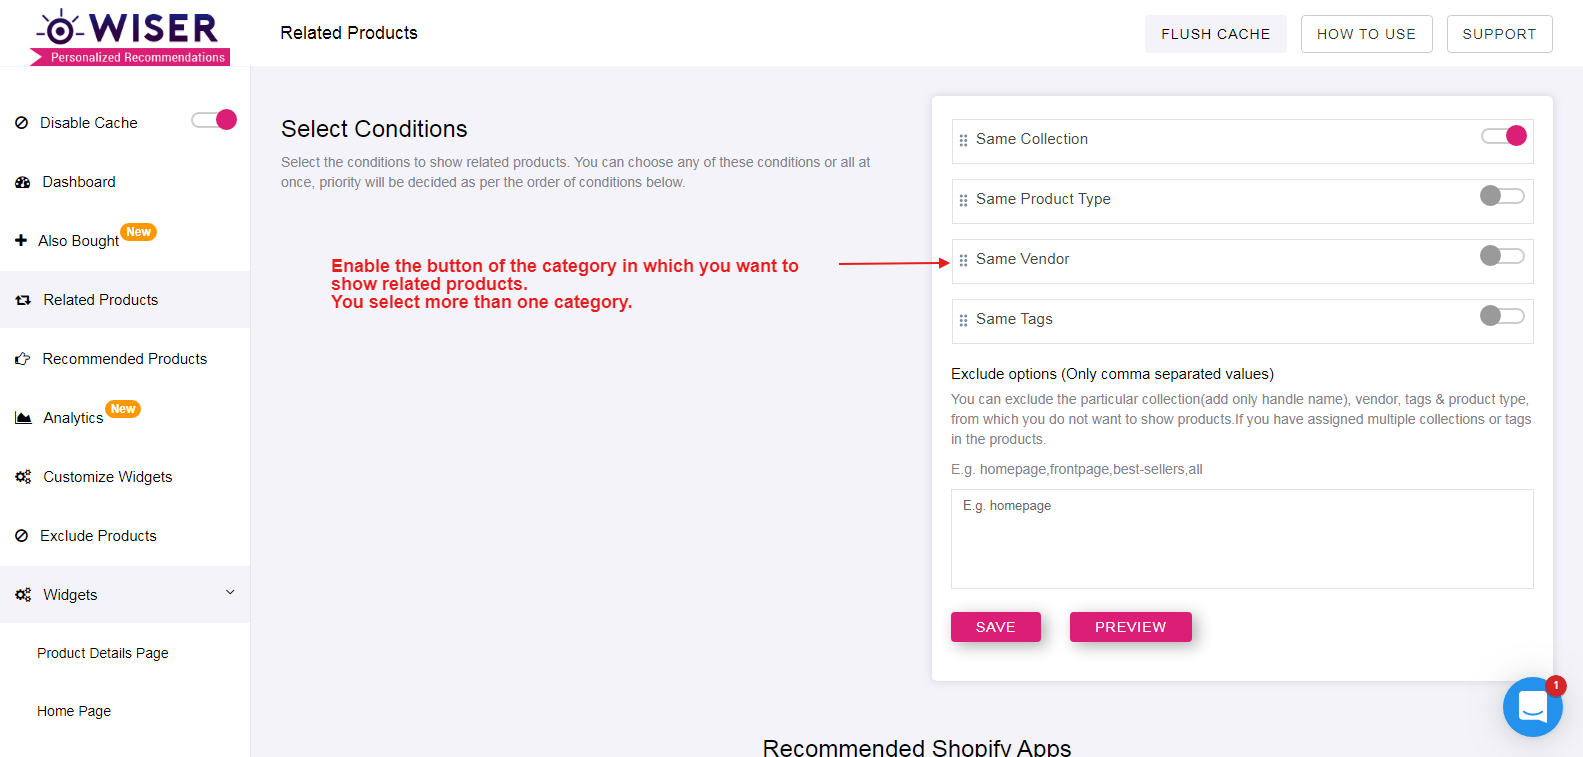 WISER
Personalized Recommendations
Related Products
FLUSH CACHE
HOW TO USE
SUPPORT
Disable Cache
Dashboard
Also Bought New
Related Products
Recommended Products
Analytics New
Customize Widgets
Exclude Products
Widgets
Product Details Page
Home Page
Select Conditions
Select the conditions to show related products. You can choose any of these conditions or all at
once, priority will be decided as per the order of conditions below.
Enable the button of the category in which you want to
show related products.
You select more than one category.
Same Collection
Same Product Type
Same Vendor
Same Tags
Exclude options (Only comma separated values)
You can exclude the particular collection(add only handle name), vendor, tags & product type,
from which you do not want to show products.If you have assigned multiple collections or tags
in the products.
E.g. homepage,frontpage,best-sellers,all
E.g. homepage
SAVE
PREVIEW
1
Recommended Shopify Apps